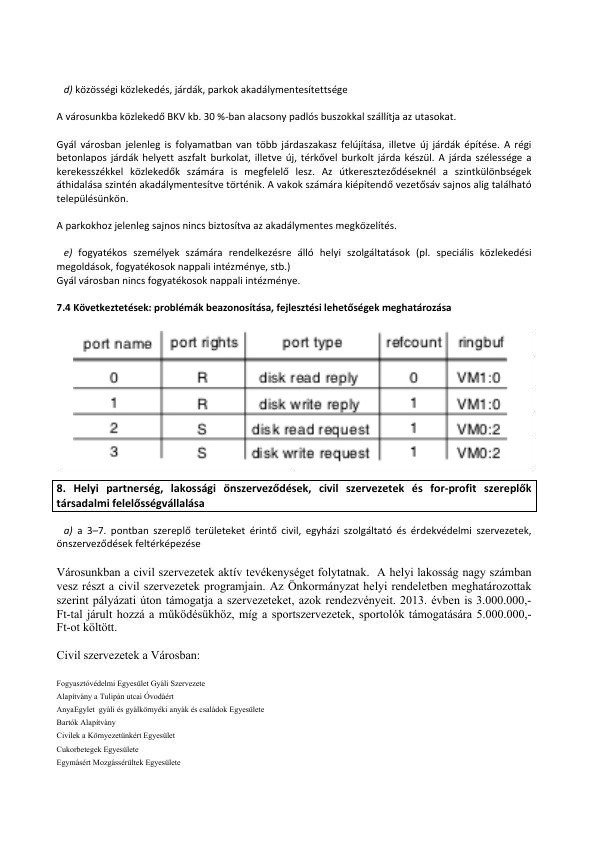 d) közösségi közlekedés, járdák, parkok akadálymentesítettsége
A városunkba közlekedő BKV kb. 30 %-ban alacsony padlós buszokkal szállítja az utasokat.
Gyál városban jelenleg is folyamatban van több járdaszakasz felújítása, illetve új járdák építése. A régi
betonlapos járdák helyett aszfalt burkolat, illetve új, térkővel burkolt járda készül. A járda szélessége a
kerekesszékkel közlekedők számára is megfelelő lesz. Az útkereszteződéseknél a szintkülönbségek
áthidalása szintén akadálymentesítve történik. A vakok számára kiépítendő vezetősáv sajnos alig található
településünkön.
A parkokhoz jelenleg sajnos nincs biztosítva az akadálymentes megközelítés.
e) fogyatékos személyek számára rendelkezésre álló helyi szolgáltatások (pl. speciális közlekedési
megoldások, fogyatékosok nappali intézménye, stb.)
Gyál városban nincs fogyatékosok nappali intézménye.
7.4 Következtetések: problémák beazonosítása, fejlesztési lehetőségek meghatározása
port name port rights port type refcount ringbuf
0 R disk read reply 0 VM1:0
1 R disk write reply 1 VM1:0
2 S disk read request 1 VM0:2
3 S disk write request 1 VM0:2
8. Helyi partnerség, lakossági önszerveződések, civil szervezetek és for-profit szereplők
társadalmi felelősségvállalása
a) a 3–7. pontban szereplő területeket érintő civil, egyházi szolgáltató és érdekvédelmi szervezetek,
önszerveződések feltérképezése
Városunkban a civil szervezetek aktív tevékenységet folytatnak. A helyi lakosság nagy számban
vesz részt a civil szervezetek programjain. Az Önkormányzat helyi rendeletben meghatározottak
szerint pályázati úton támogatja a szervezeteket, azok rendezvényeit. 2013. évben is 3.000.000,-
Ft-tal járult hozzá a működésükhöz, míg a sportszervezetek, sportolók támogatására 5.000.000,-
Ft-ot költött.
Civil szervezetek a Városban:
Fogyasztóvédelmi Egyesület Gyáli Szervezete
Alapítvány a Tulipán utcai Óvodáért
AnyaEgylet gyáli és gyálkörnyéki anyák és családok Egyesülete
Bartók Alapítvány
Civilek a Környezetünkért Egyesület
Cukorbetegek Egyesülete
Egymásért Mozgássérültek Egyesülete